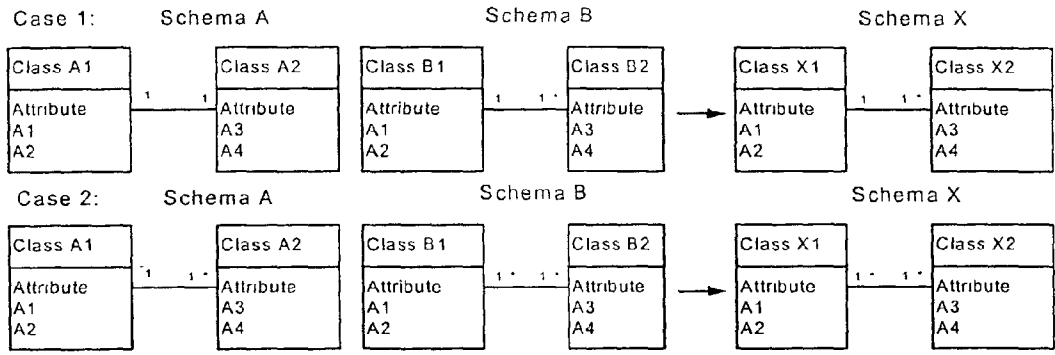 Case 1: Schema A Schema B Schema X
Class A1 Class A2 Class B1 Class B2 Class X1 Class X2
1 1 1 1* 1 1*
Attribute Attribute Attribute Attribute Attribute Attribute
A1 A3 A1 A3 A1 A3
A2 A4 A2 A4 A2 A4
Case 2: Schema A Schema B Schema X
Class A1 Class A2 Class B1 Class B2 Class X1 Class X2
1 1* 1* 1* 1* 1*
Attribute Attribute Attribute Attribute Attribute Attribute
A1 A3 A1 A3 A1 A3
A2 A4 A2 A4 A2 A4